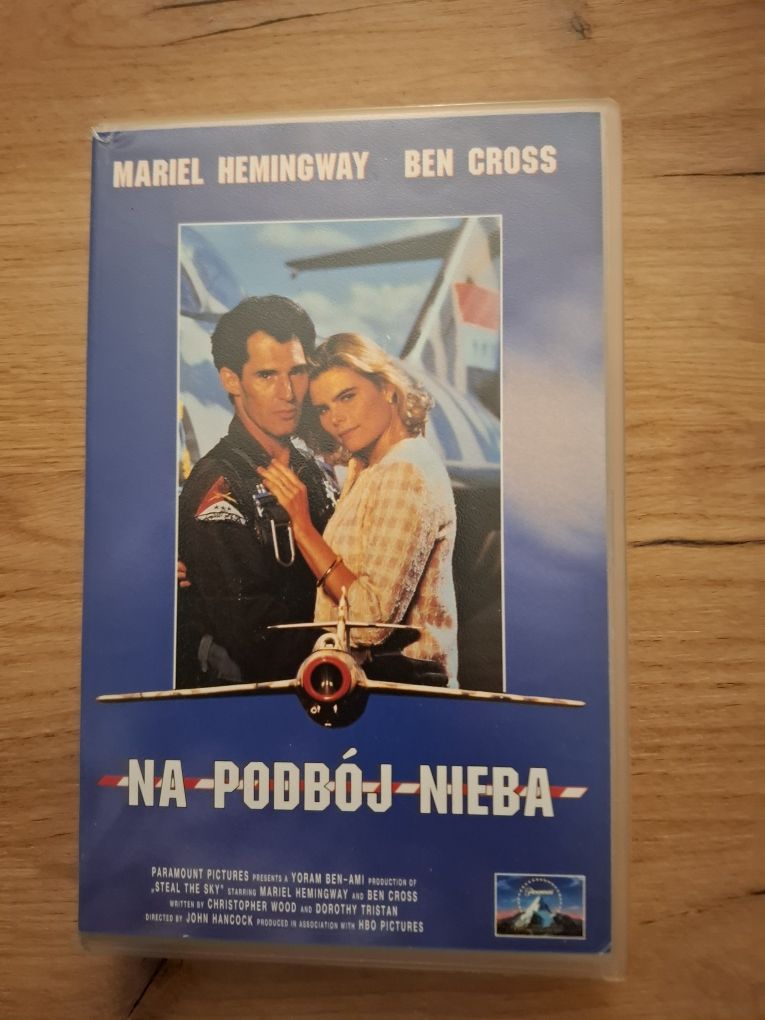 MARIEL HEMINGWAY BEN CROSS
NA PODBÓJ NIEBA
PARAMOUNT PICTURES PRESENTS A YORAM BEN-AMI PRODUCTION OF
„STEAL THE SKY" STARRING MARIEL HEMINGWAY AND BEN CROSS
WRITTEN BY CHRISTOPHER WOOD AND DOROTHY TRISTAN
DIRECTED BY JOHN HANCOCK PRODUCED IN ASSOCIATION WITH HBO PICTURES
Paramount